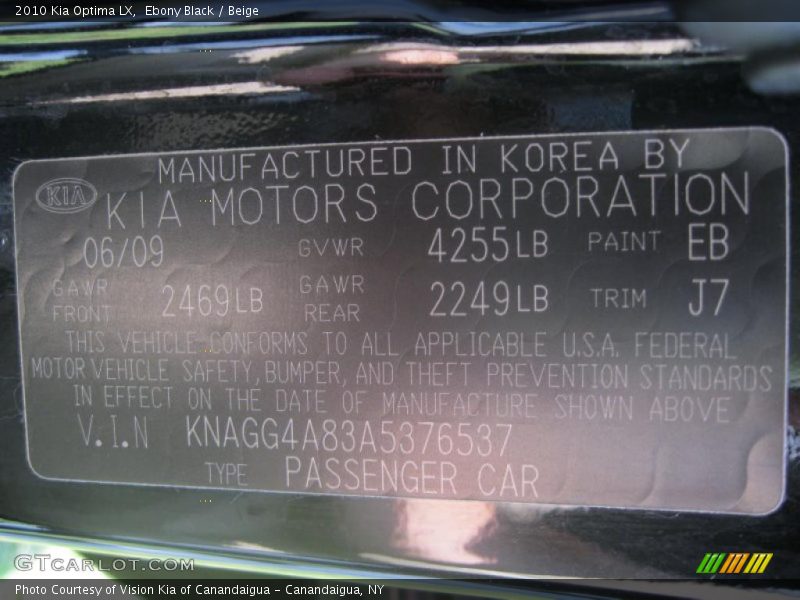 2010 Kia Optima LX,  Ebony Black / Beige
MANUFACTURED IN KOREA BY
KIA KIA MOTORS CORPORATION
06/09 GVWR 4255LB PAINT EB
GAWR FRONT 2469LB GAWR REAR 2249LB TRIM J7
THIS VEHICLE CONFORMS TO ALL APPLICABLE U.S.A. FEDERAL
MOTOR VEHICLE SAFETY, BUMPER, AND THEFT PREVENTION STANDARDS
IN EFFECT ON THE DATE OF MANUFACTURE SHOWN ABOVE
V.I.N KNAGG4A83A5376537
TYPE PASSENGER CAR
GTCARLOT.COM
Photo Courtesy of Vision Kia of Canandaigua – Canandaigua, NY